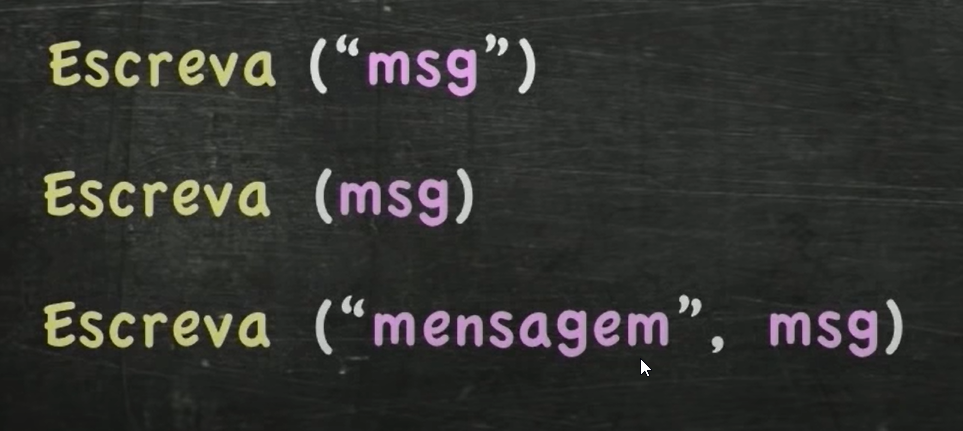 Escreva (“msg”)
Escreva (msg)
Escreva (“mensagem”, msg)